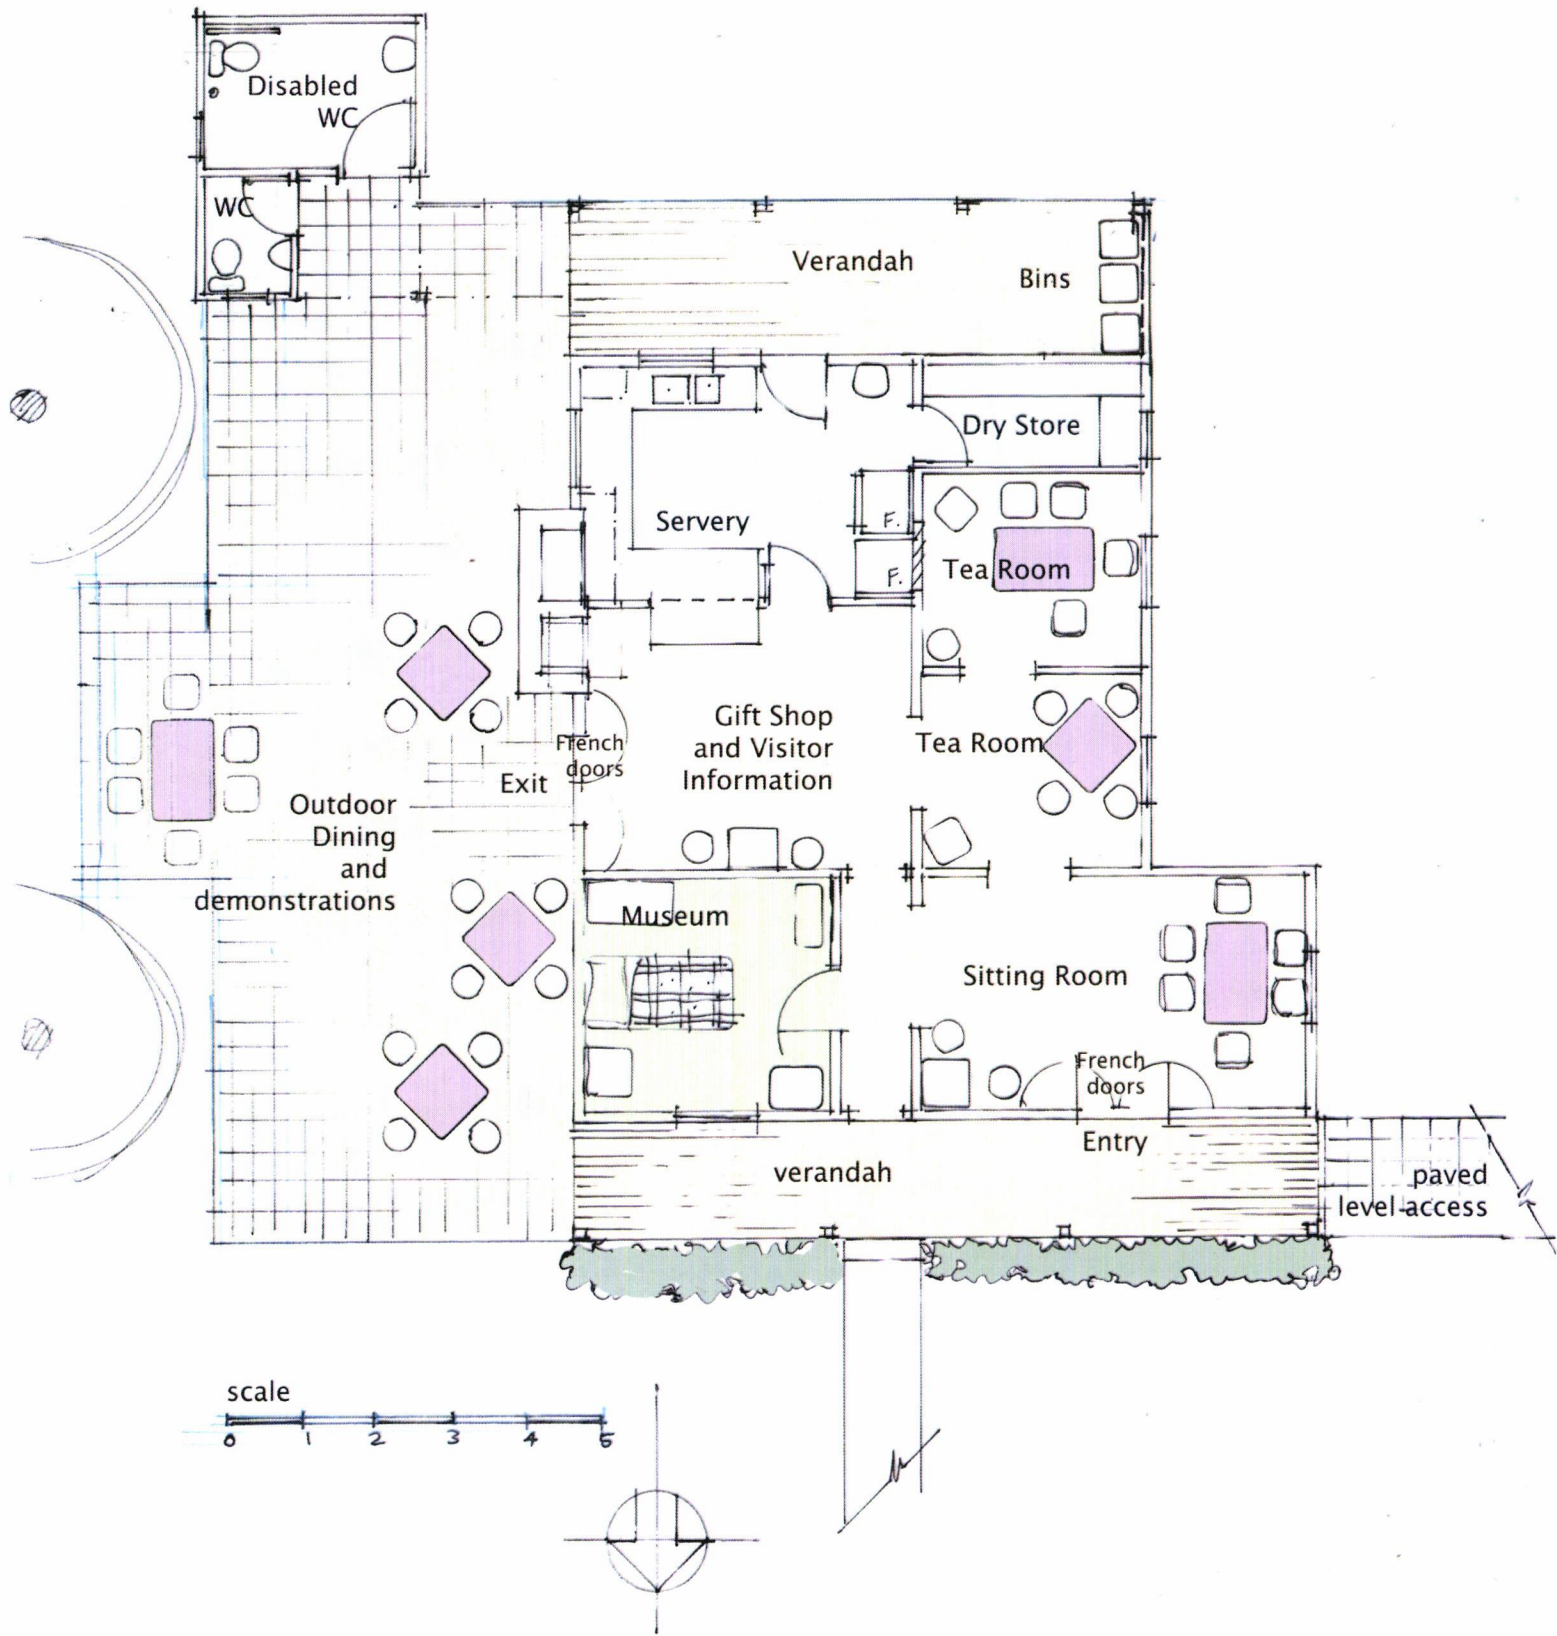 Disabled
WC
WC
Verandah
Bins
Dry Store
Servery
F.
F.
Tea Room
Gift Shop
and Visitor
Information
Tea Room
French
doors
Exit
Outdoor
Dining
and
demonstrations
Museum
Sitting Room
French
doors
Entry
verandah
paved
level access
scale
0 1 2 3 4 5